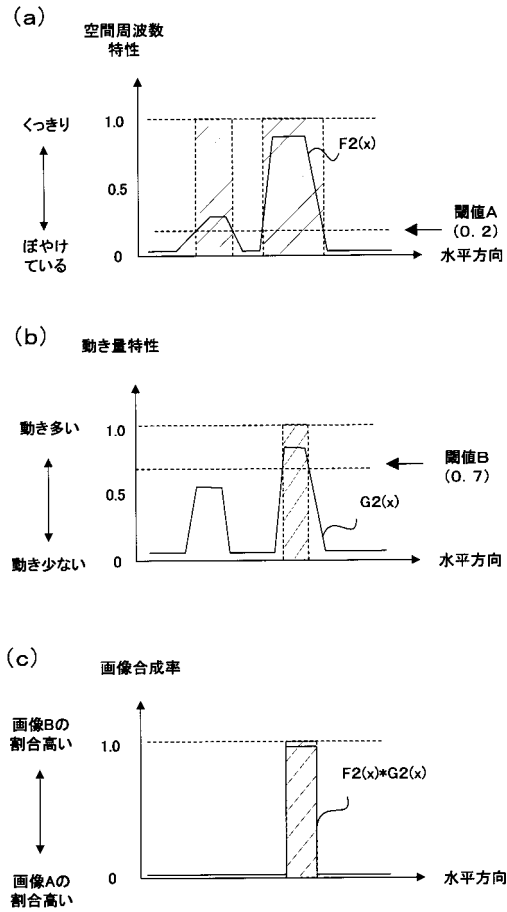 (a)
空間周波数
特性
くっきり
1.0
F2(x)
0.5
閾値A
(0.2)
ぼやけ
ている
0
水平方向
(b)
動き量特性
動き多い
1.0
閾値B
(0.7)
0.5
G2(x)
動き少ない
0
水平方向
(c)
画像合成率
画像Bの
割合高い
1.0
F2(x)*G2(x)
画像Aの
割合高い
0
水平方向